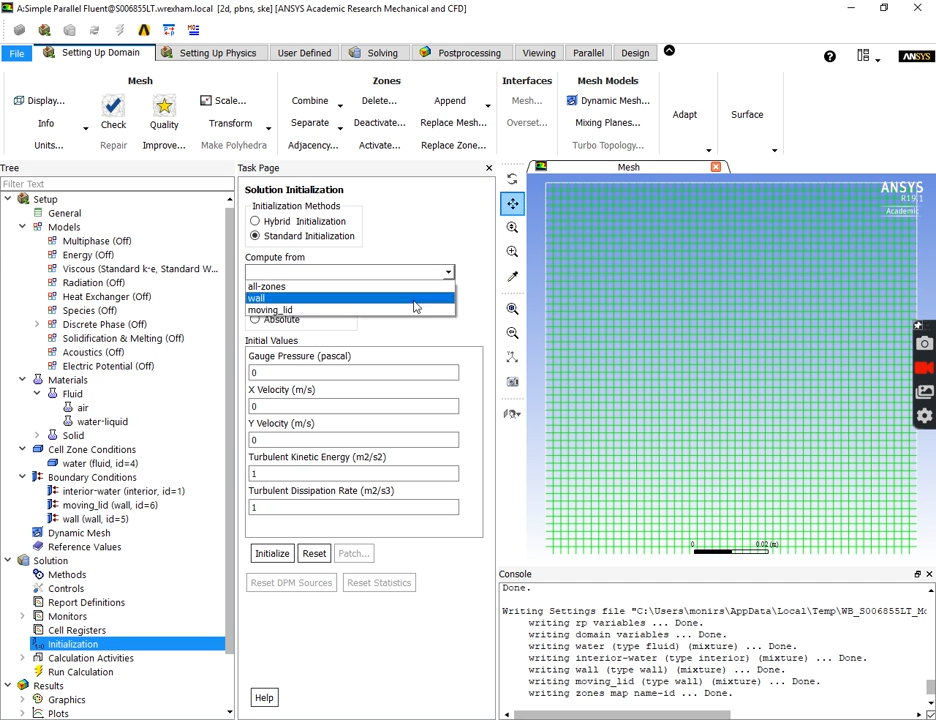 A:Simple Parallel Fluent@S006855LT.wrexham.local [2d, pbns, ske] [ANSYS Academic Research Mechanical and CFD]
File
Setting Up Domain
Setting Up Physics
User Defined
Solving
Postprocessing
Viewing
Parallel
Design
ANSYS
Mesh
Zones
Interfaces
Mesh Models
Display...
Info
Units...
Check
Repair
Quality
Improve...
Scale...
Transform
Make Polyhedra
Combine
Separate
Adjacency...
Delete...
Deactivate...
Activate...
Append
Replace Mesh...
Replace Zone...
Mesh...
Overset...
Dynamic Mesh...
Mixing Planes...
Turbo Topology...
Adapt
Surface
Tree
Filter Text
Setup
General
Models
Multiphase (Off)
Energy (Off)
Viscous (Standard k-e, Standard W...
Radiation (Off)
Heat Exchanger (Off)
Species (Off)
Discrete Phase (Off)
Solidification & Melting (Off)
Acoustics (Off)
Electric Potential (Off)
Materials
Fluid
air
water-liquid
Solid
Cell Zone Conditions
water (fluid, id=4)
Boundary Conditions
interior-water (interior, id=1)
moving_lid (wall, id=6)
wall (wall, id=5)
Dynamic Mesh
Reference Values
Solution
Methods
Controls
Report Definitions
Monitors
Cell Registers
Initialization
Calculation Activities
Run Calculation
Results
Graphics
Plots
Task Page
Solution Initialization
Initialization Methods
Hybrid Initialization
Standard Initialization
Compute from
all-zones
wall
moving_lid
Absolute
Initial Values
Gauge Pressure (pascal)
0
X Velocity (m/s)
0
Y Velocity (m/s)
0
Turbulent Kinetic Energy (m2/s2)
1
Turbulent Dissipation Rate (m2/s3)
1
Initialize
Reset
Patch...
Reset DPM Sources
Reset Statistics
Help
Mesh
ANSYS
R19.1
Academic
0
0.02 (m)
Console
Done.
Writing Settings file "C:\Users\monirs\AppData\Local\Temp\WB_S006855LT_Mo
writing rp variables ... Done.
writing domain variables ... Done.
writing water (type fluid) (mixture) ... Done.
writing interior-water (type interior) (mixture) ... Done.
writing wall (type wall) (mixture) ... Done.
writing moving_lid (type wall) (mixture) ... Done.
writing zones map name-id ... Done.